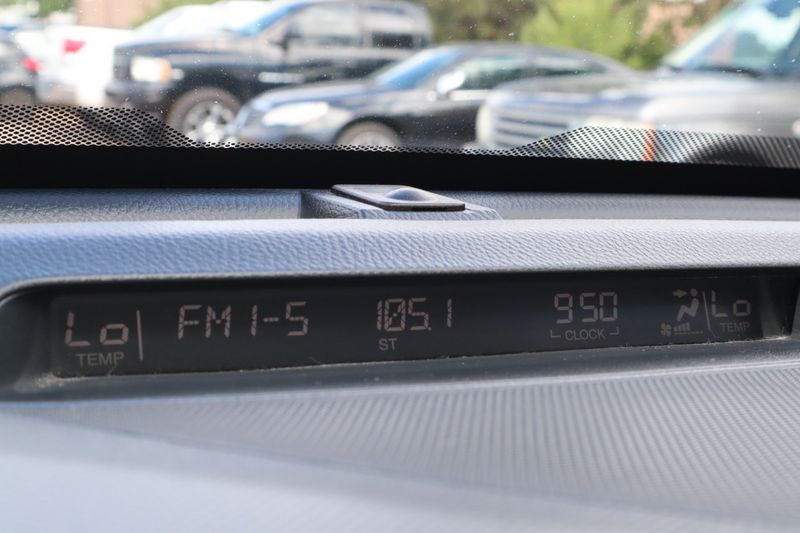 Lo FM1-5 105.1 9:50 Lo
TEMP ST CLOCK TEMP